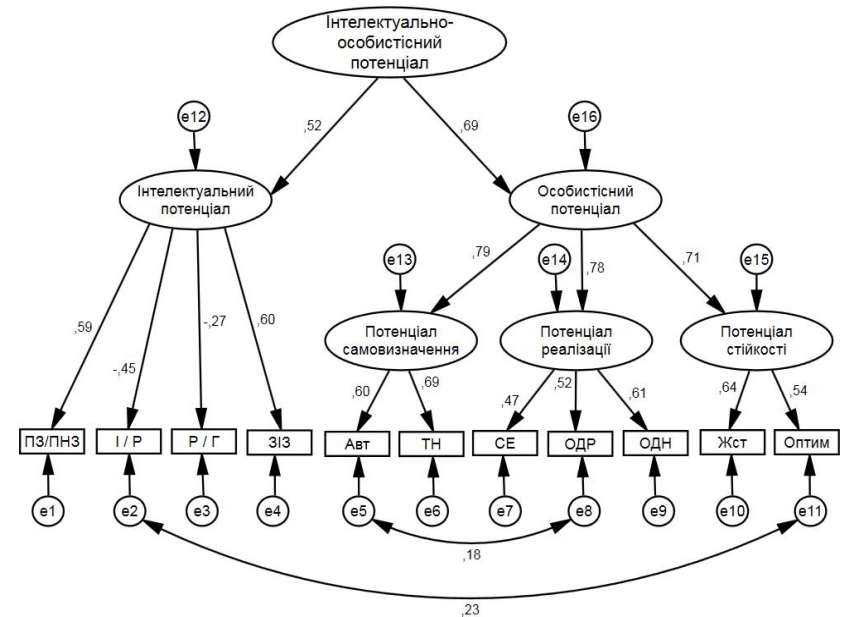 Інтелектуально-
особистісний
потенціал
e12
,52
,69
e16
Інтелектуальний
потенціал
Особистісний
потенціал
e13
,79
e14
,78
,71
e15
,59
-,45
-,27
,60
Потенціал
самовизначення
Потенціал
реалізації
Потенціал
стійкості
,60
,69
,47
,52
,61
,64
,54
ПЗ/ПНЗ
І / Р
Р / Г
ЗІЗ
Авт
ТН
СЕ
ОДР
ОДН
Жст
Оптим
e1
e2
e3
e4
e5
e6
e7
e8
e9
e10
e11
,18
,23